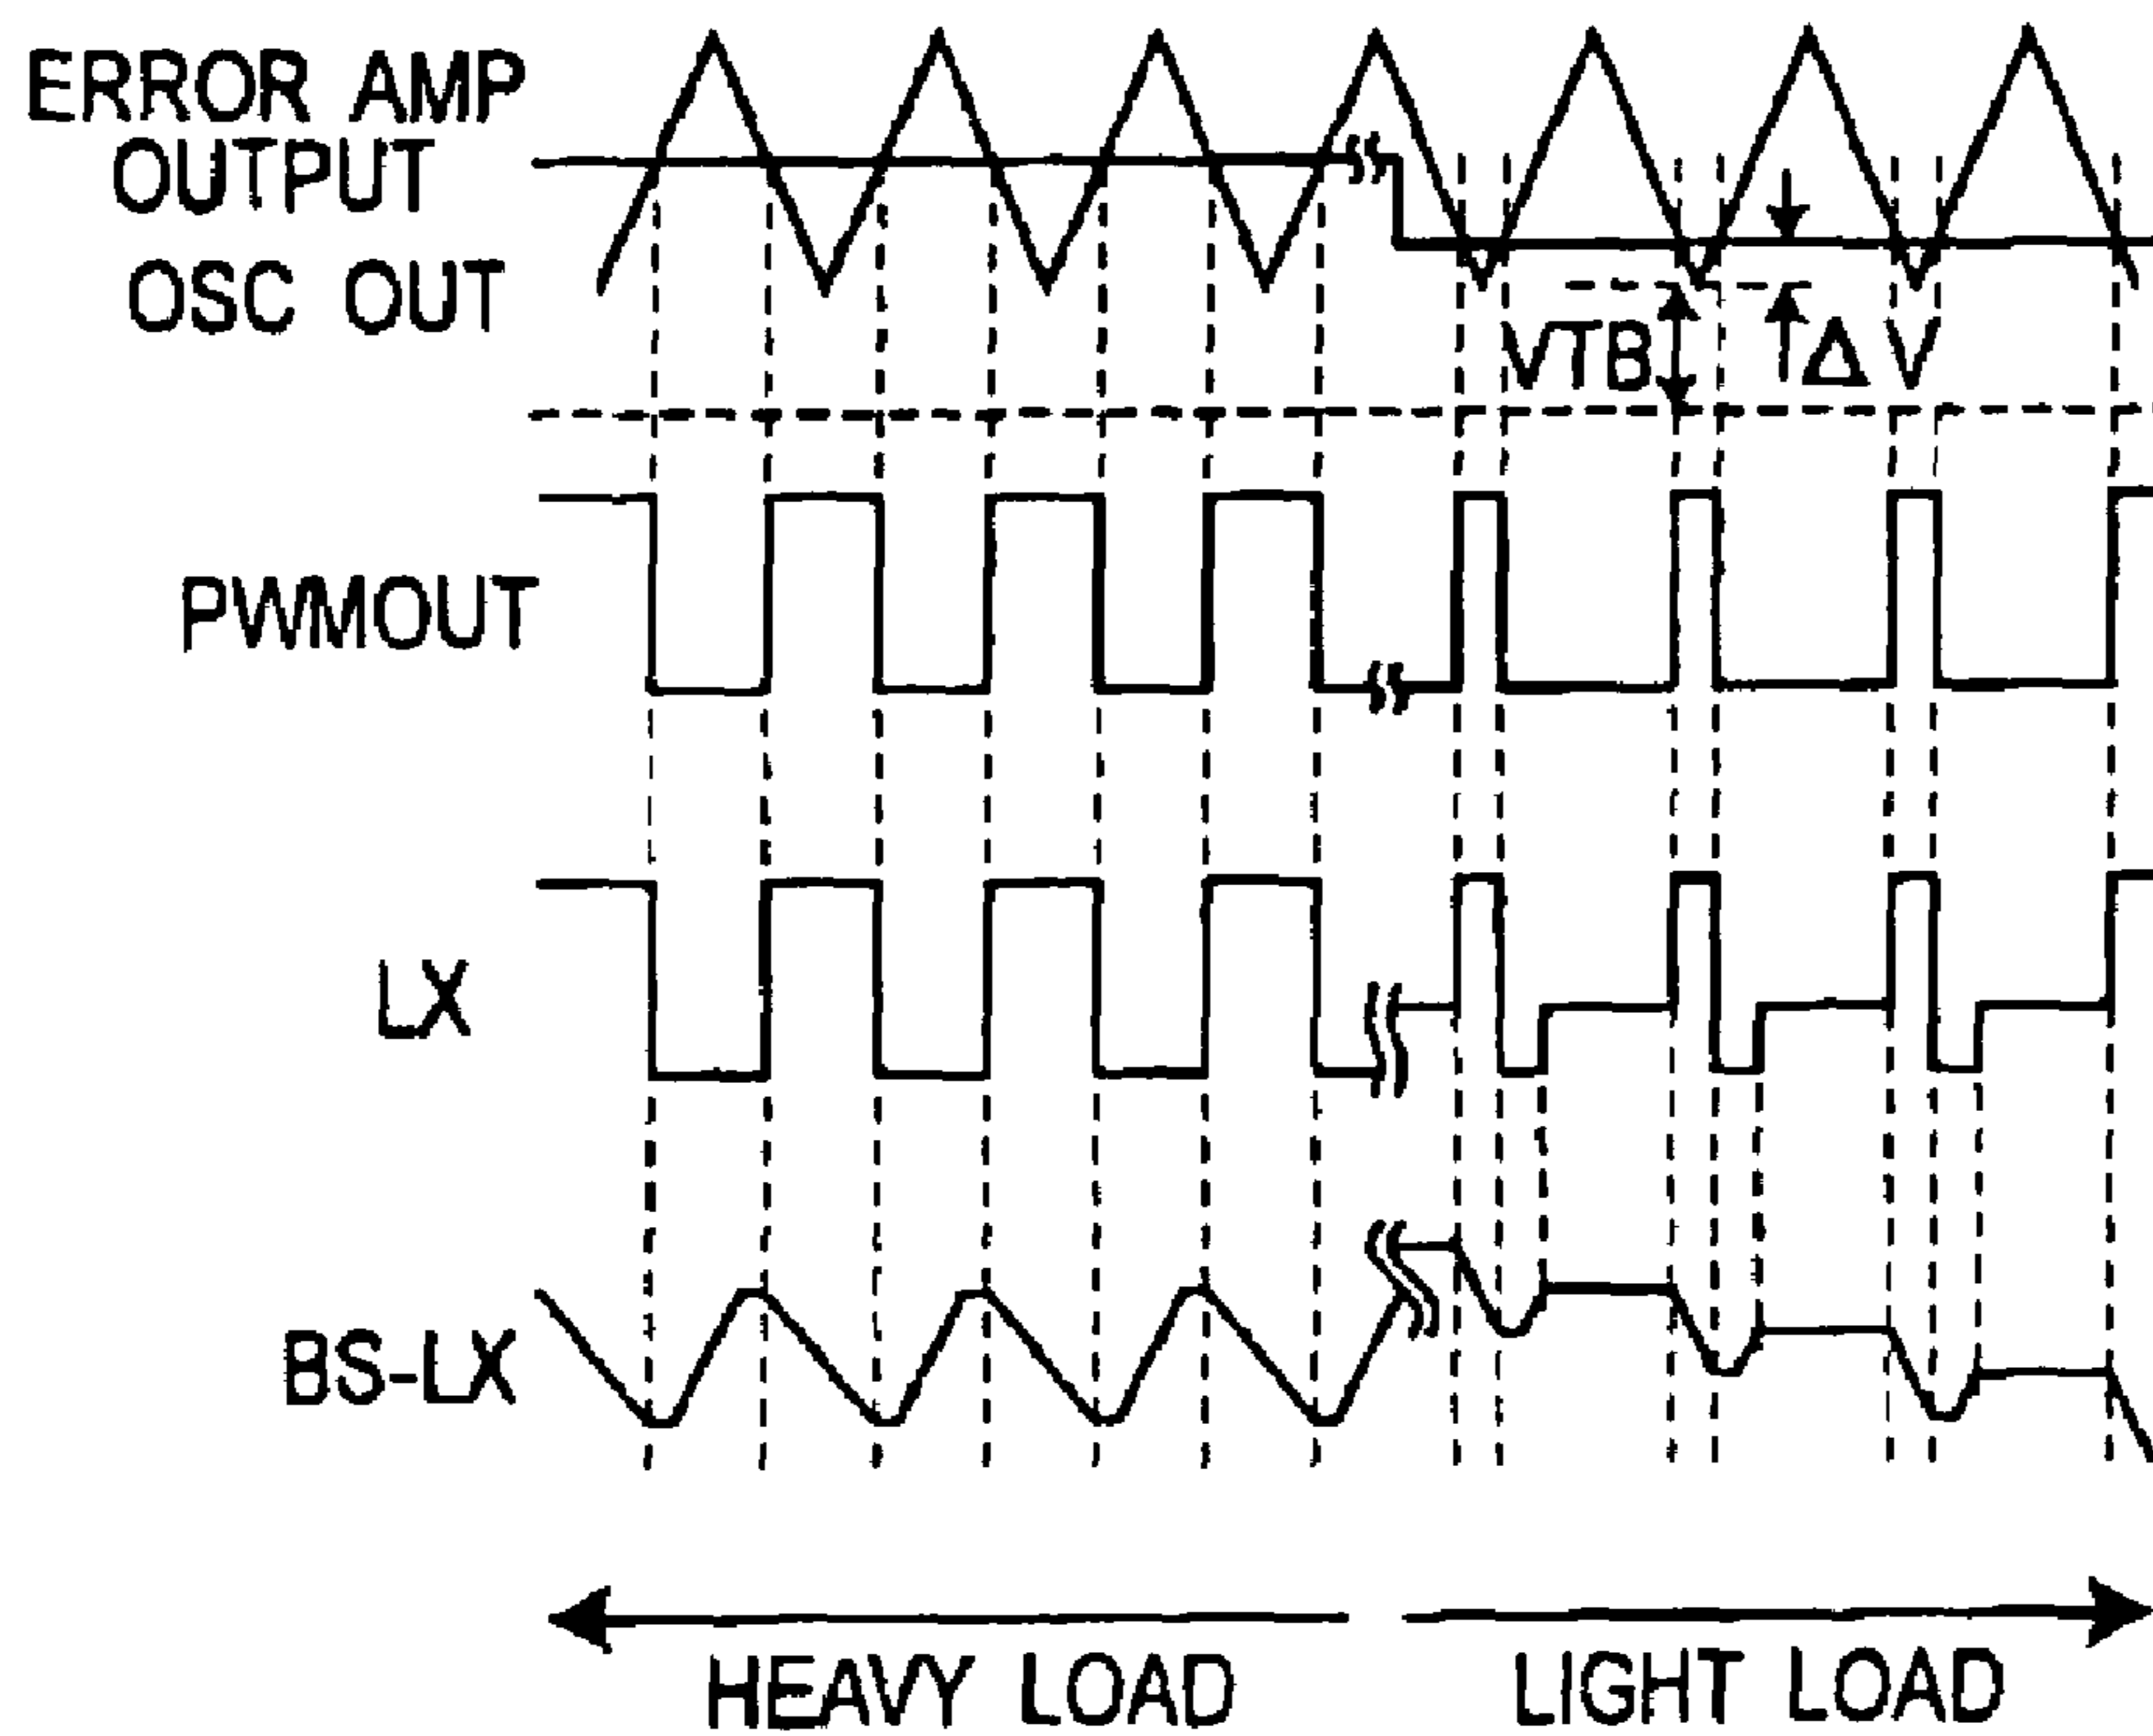 ERROR AMP
OUTPUT
OSC OUT
VTB
ΔV
PWMOUT
LX
BS-LX
HEAVY LOAD
LIGHT LOAD